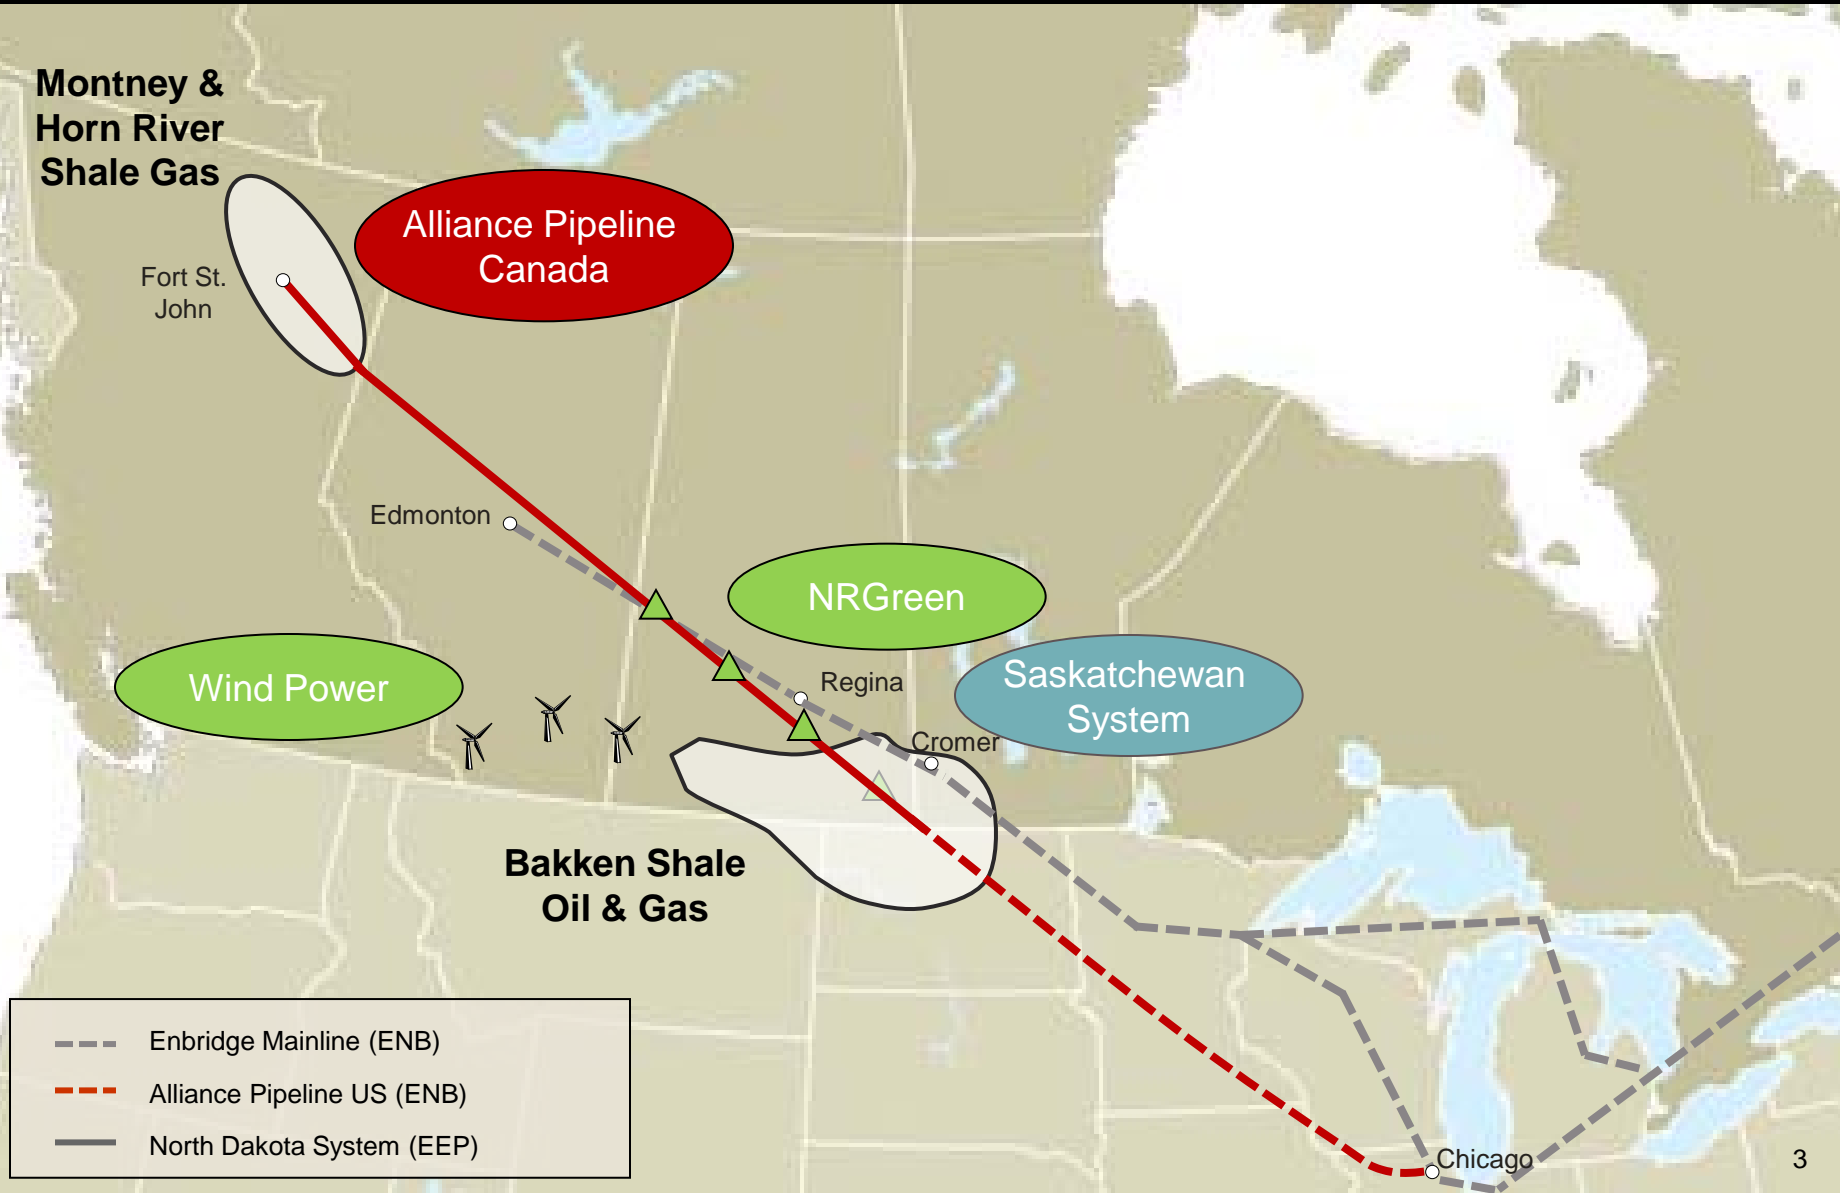 Montney &
Horn River
Shale Gas
Alliance Pipeline
Canada
Fort St.
John
Edmonton
NRGreen
Wind Power
Regina
Saskatchewan
System
Cromer
Bakken Shale
Oil & Gas
Enbridge Mainline (ENB)
Alliance Pipeline US (ENB)
North Dakota System (EEP)
Chicago
3